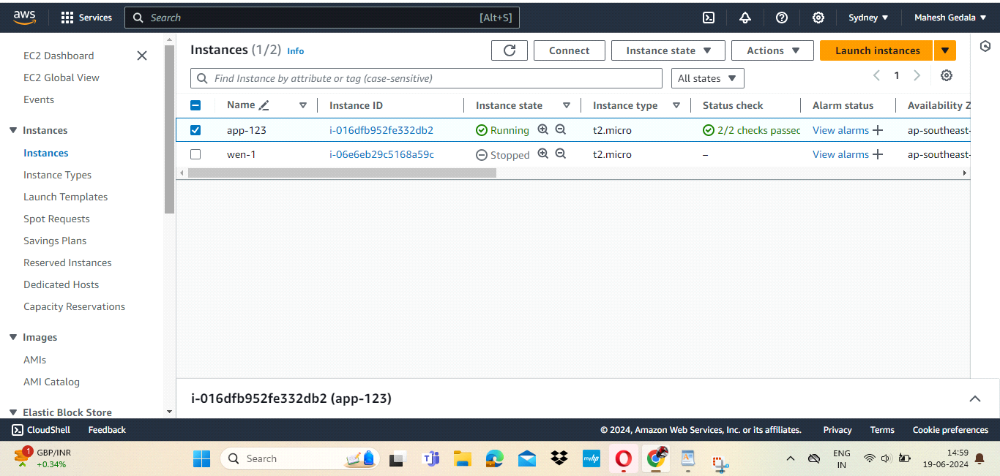 aws Services Search [Alt+S] Sydney Mahesh Gedala
EC2 Dashboard
EC2 Global View
Events
Instances
Instances
Instance Types
Launch Templates
Spot Requests
Savings Plans
Reserved Instances
Dedicated Hosts
Capacity Reservations
Images
AMIs
AMI Catalog
Elastic Block Store
Instances (1/2) Info Connect Instance state Actions Launch instances
Find Instance by attribute or tag (case-sensitive) All states 1
Name Instance ID Instance state Instance type Status check Alarm status Availability Z
app-123 i-016dfb952fe332db2 Running t2.micro 2/2 checks passec View alarms ap-southeast-
wen-1 i-06e6eb29c5168a59c Stopped t2.micro – View alarms ap-southeast-
i-016dfb952fe332db2 (app-123)
CloudShell Feedback © 2024, Amazon Web Services, Inc. or its affiliates. Privacy Terms Cookie preferences
1 GBP/INR
+0.34%
Search
myhp
ENG
IN
14:59
19-06-2024